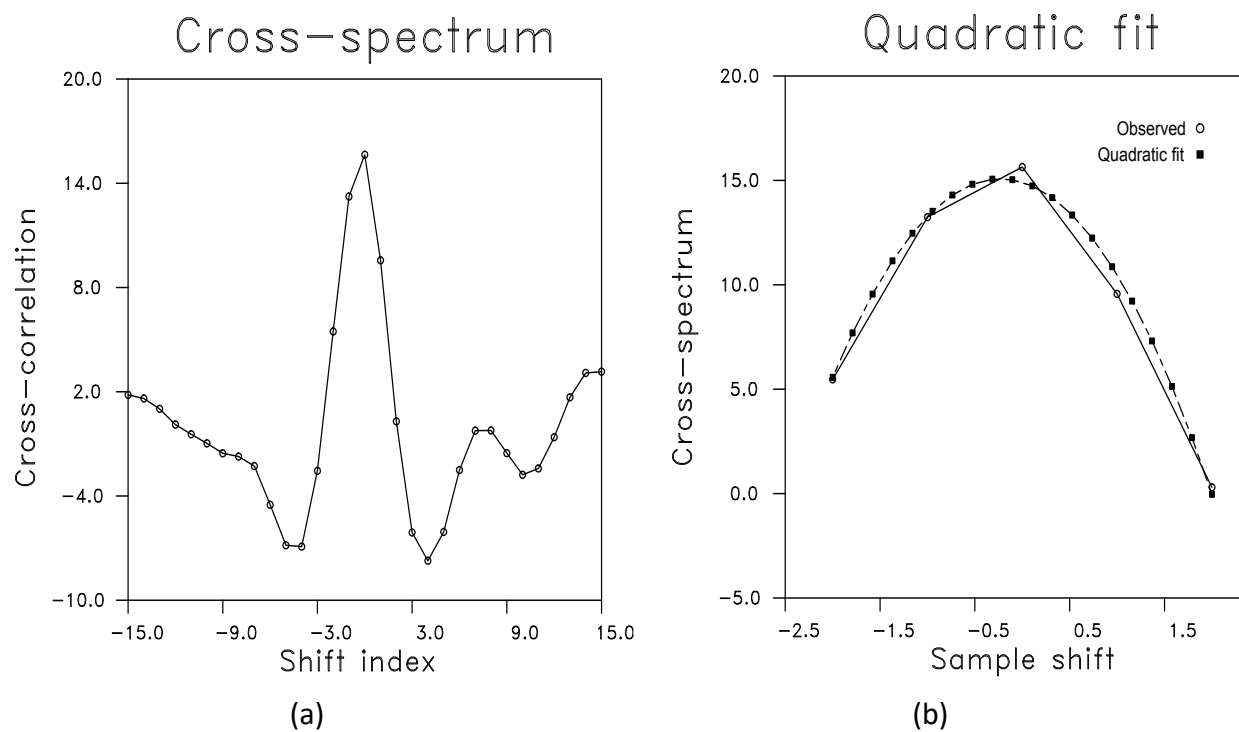 Cross-spectrum
20.0
14.0
8.0
2.0
-4.0
-10.0
Cross-correlation
-15.0 -9.0 -3.0 3.0 9.0 15.0
Shift index
(a)
Quadratic fit
20.0
15.0
10.0
5.0
0.0
-5.0
Cross-spectrum
Observed
Quadratic fit
-2.5 -1.5 -0.5 0.5 1.5
Sample shift
(b)